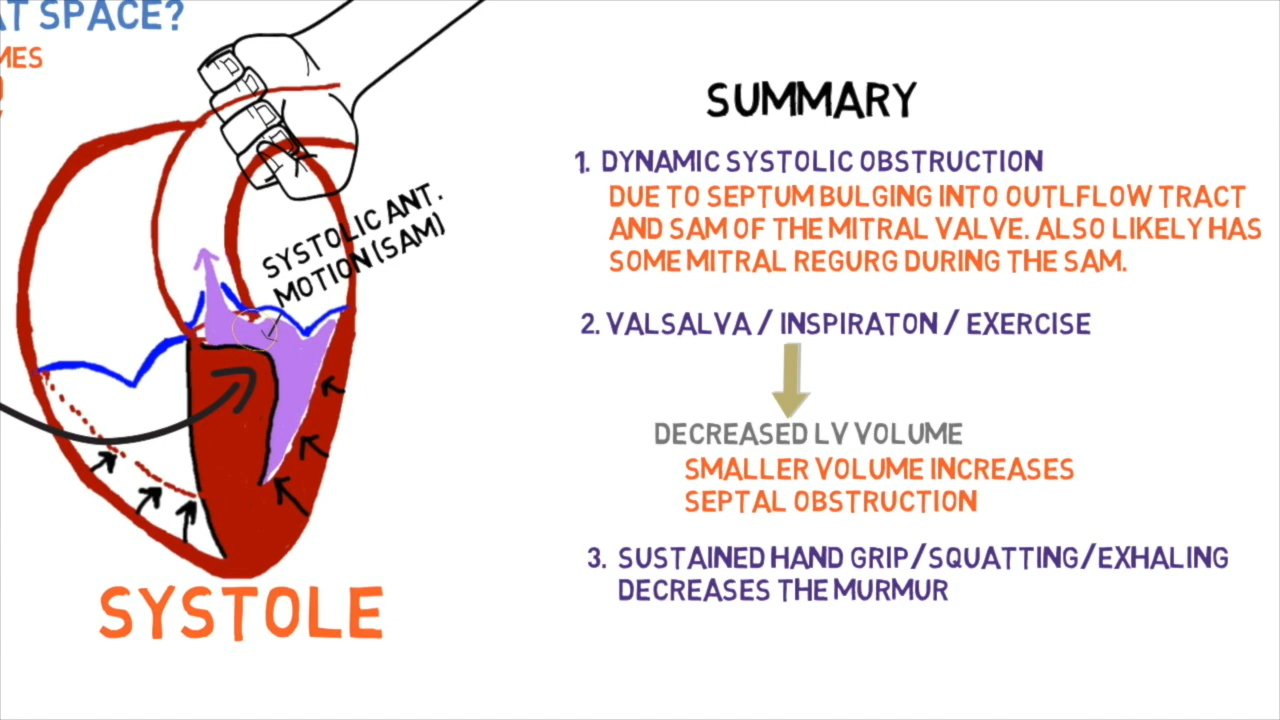 AT SPACE?
MES
SYSTOLIC ANT.
MOTION (SAM)
SYSTOLE
SUMMARY
1. DYNAMIC SYSTOLIC OBSTRUCTION
DUE TO SEPTUM BULGING INTO OUTLFLOW TRACT
AND SAM OF THE MITRAL VALVE. ALSO LIKELY HAS
SOME MITRAL REGURG DURING THE SAM.
2. VALSALVA / INSPIRATON / EXERCISE
DECREASED LV VOLUME
SMALLER VOLUME INCREASES
SEPTAL OBSTRUCTION
3. SUSTAINED HAND GRIP/SQUATTING/EXHALING
DECREASES THE MURMUR